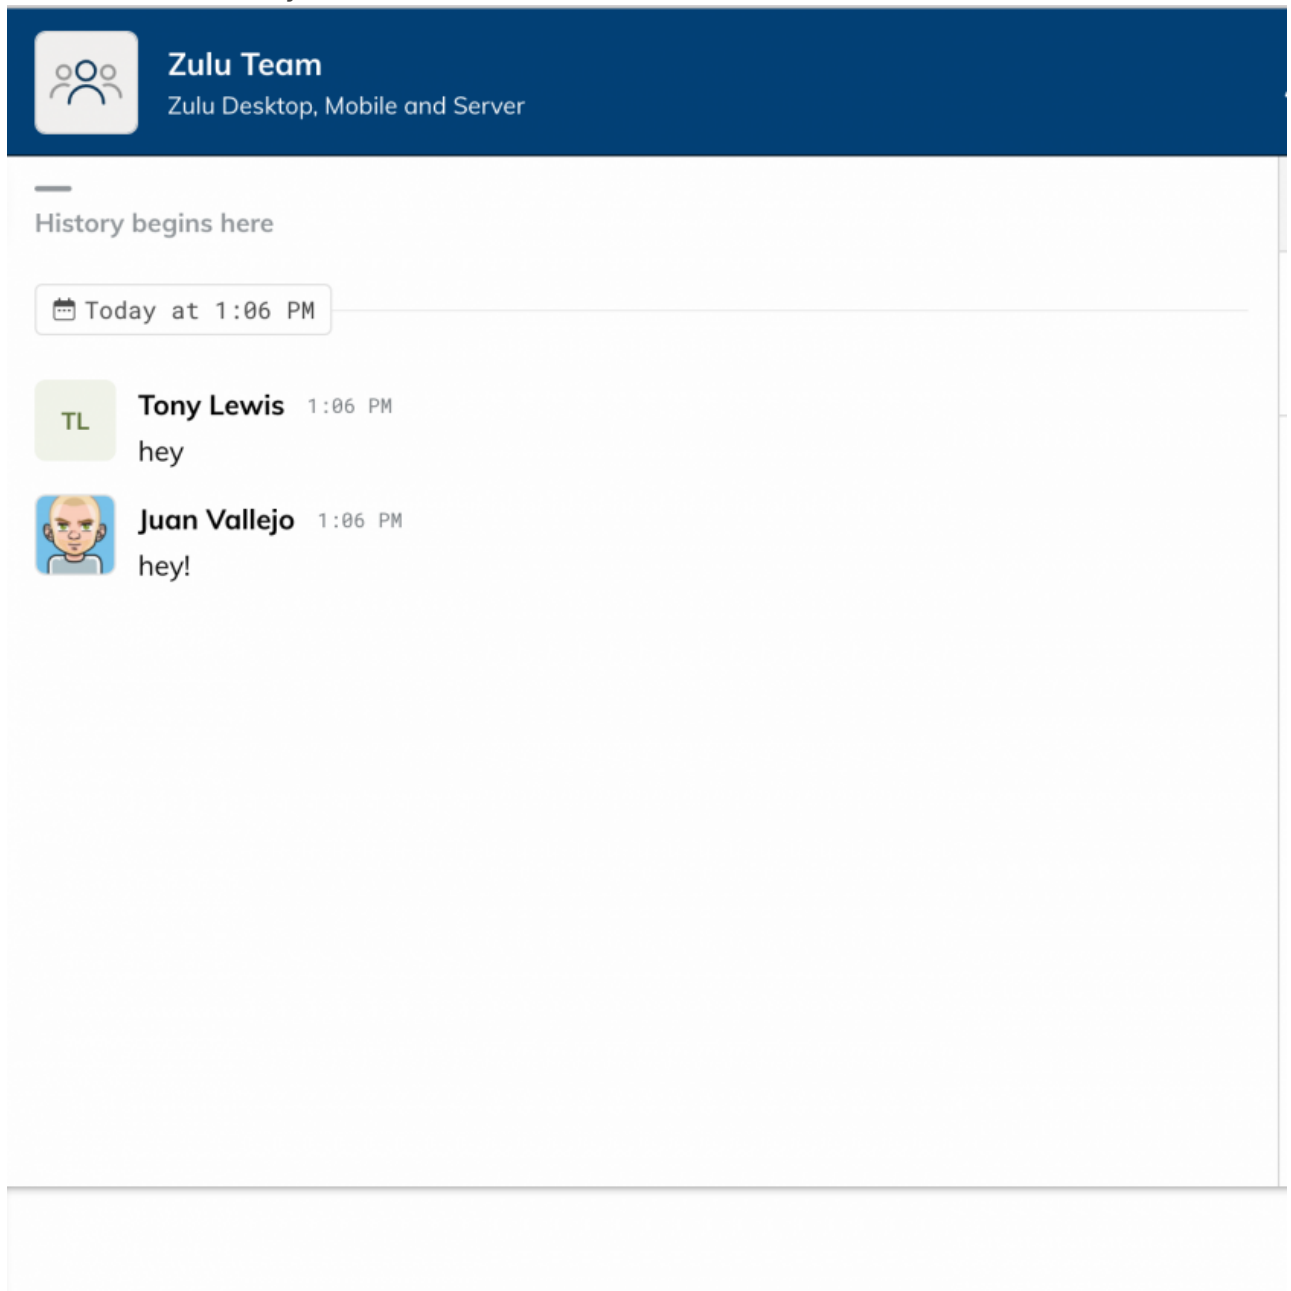 Zulu Team
Zulu Desktop, Mobile and Server
History begins here
Today at 1:06 PM
TL
Tony Lewis 1:06 PM
hey
Juan Vallejo 1:06 PM
hey!